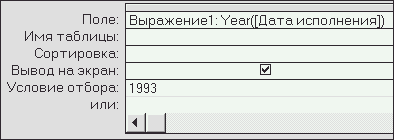 Поле: Выражение1: Year([Дата исполнения])
Имя таблицы:
Сортировка:
Вывод на экран:
Условие отбора: 1993
или: